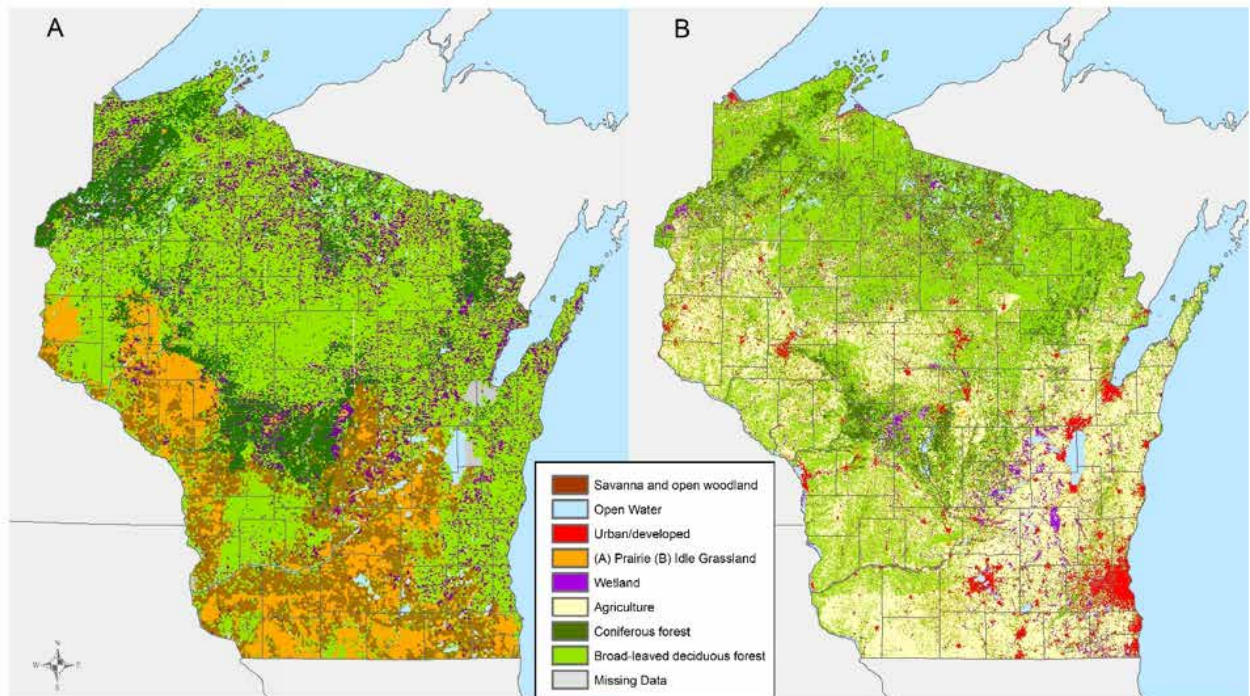 A
B
Savanna and open woodland
Open Water
Urban/developed
(A) Prairie (B) Idle Grassland
Wetland
Agriculture
Coniferous forest
Broad-leaved deciduous forest
Missing Data
N
W
E
S